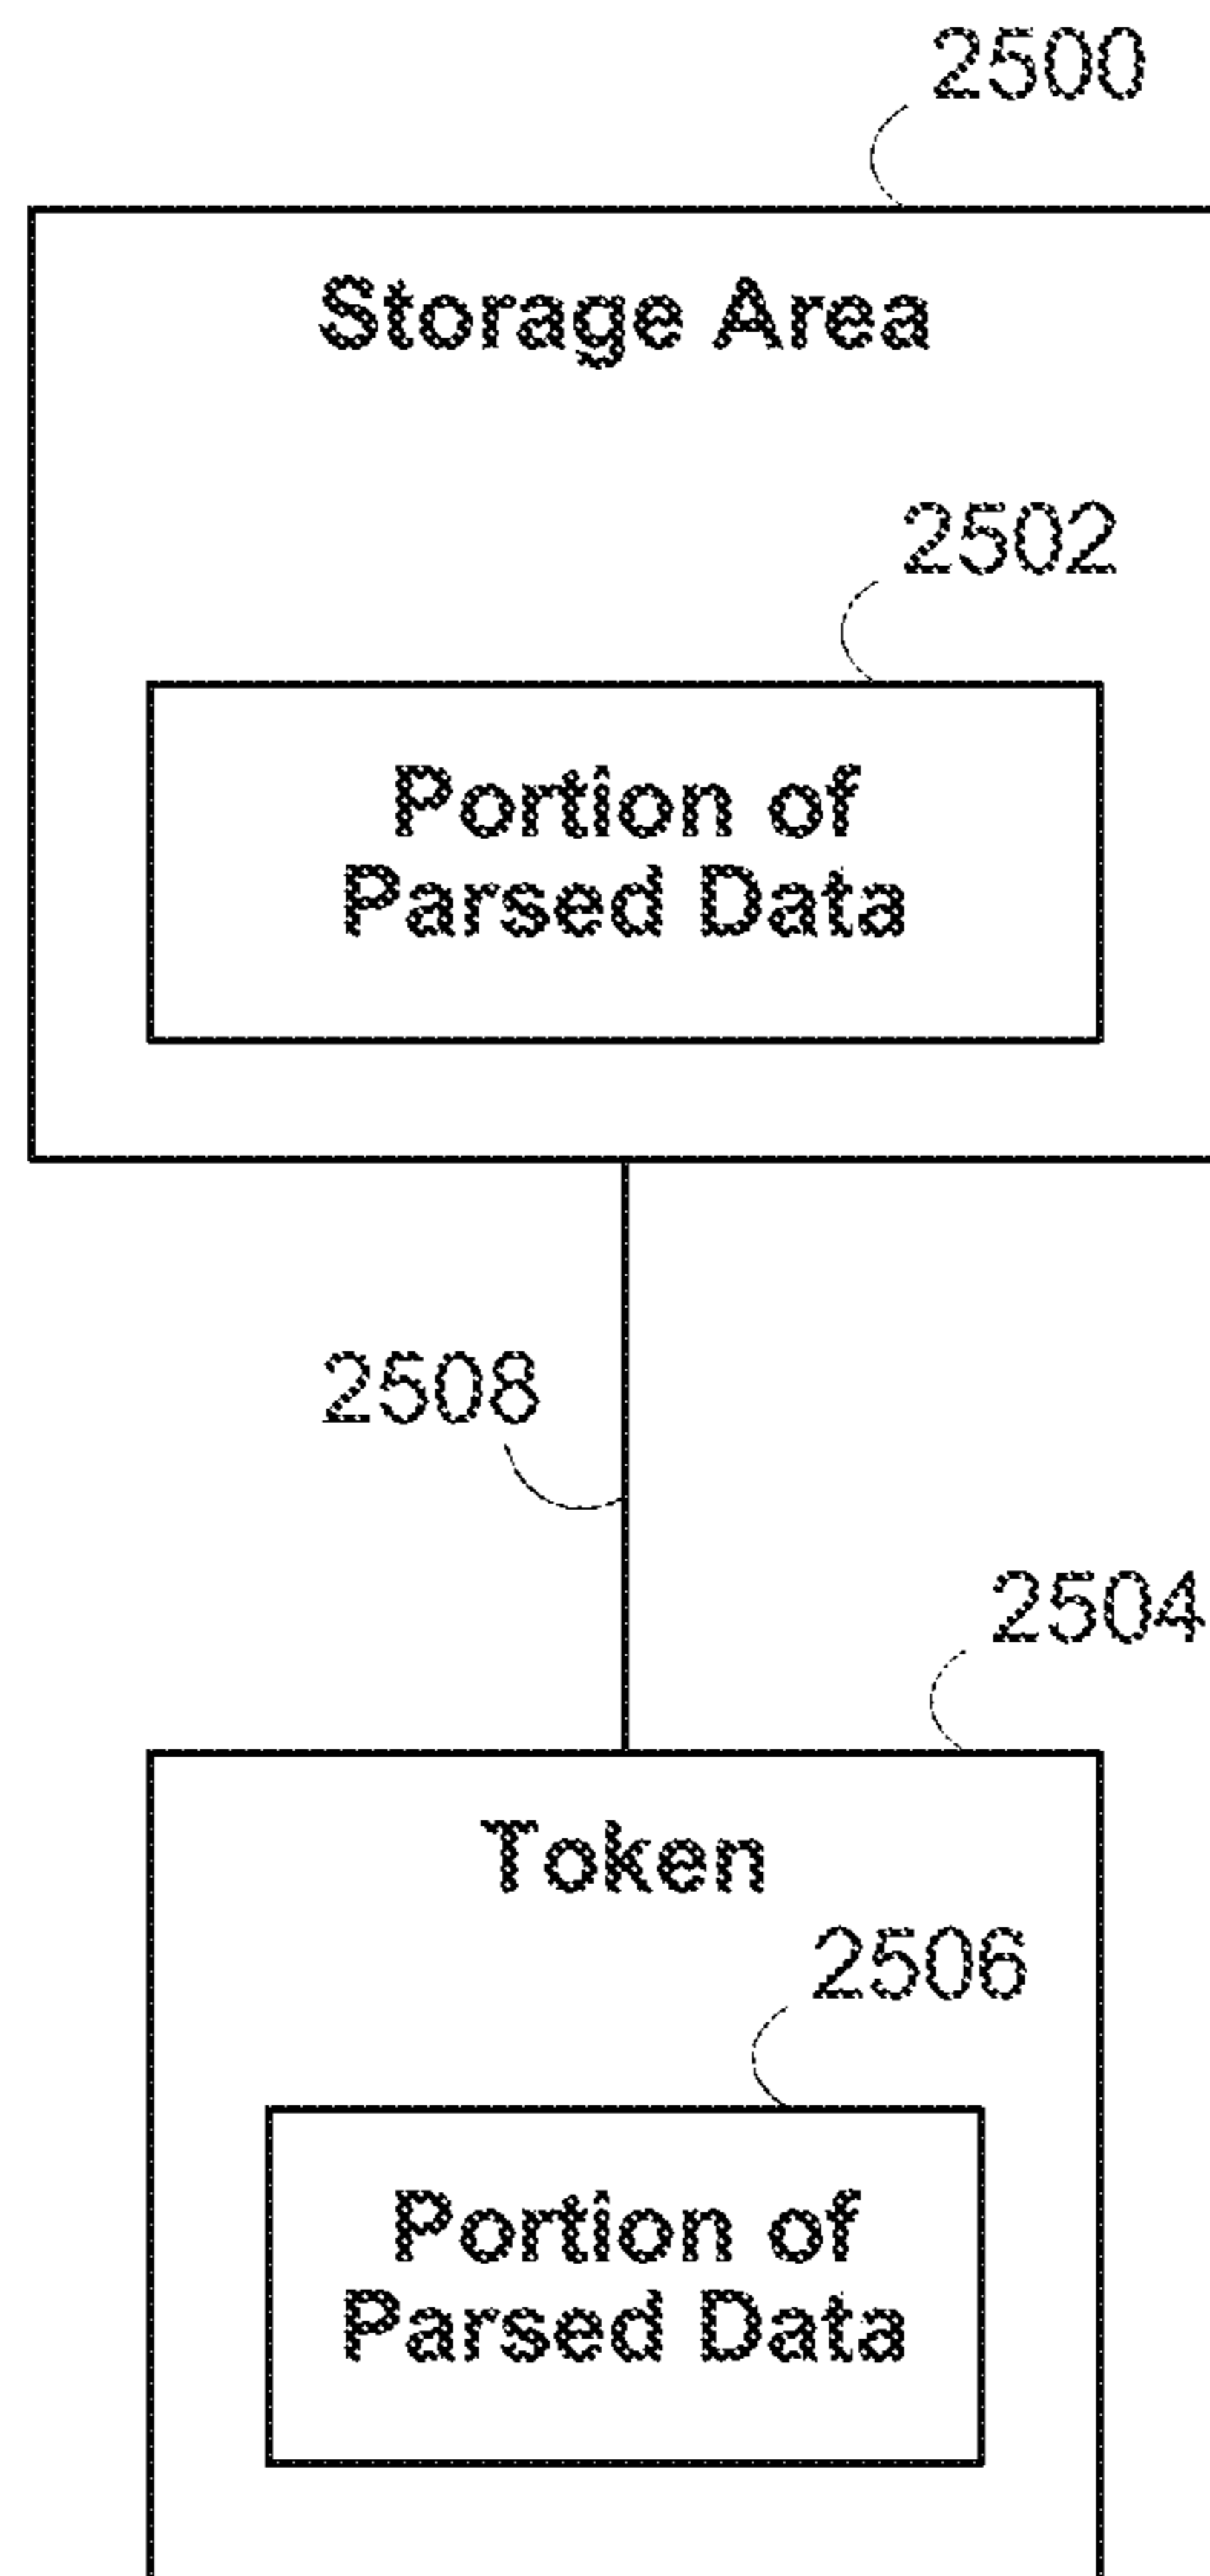 2500
Storage Area
2502
Portion of
Parsed Data
2508
2504
Token
2506
Portion of
Parsed Data